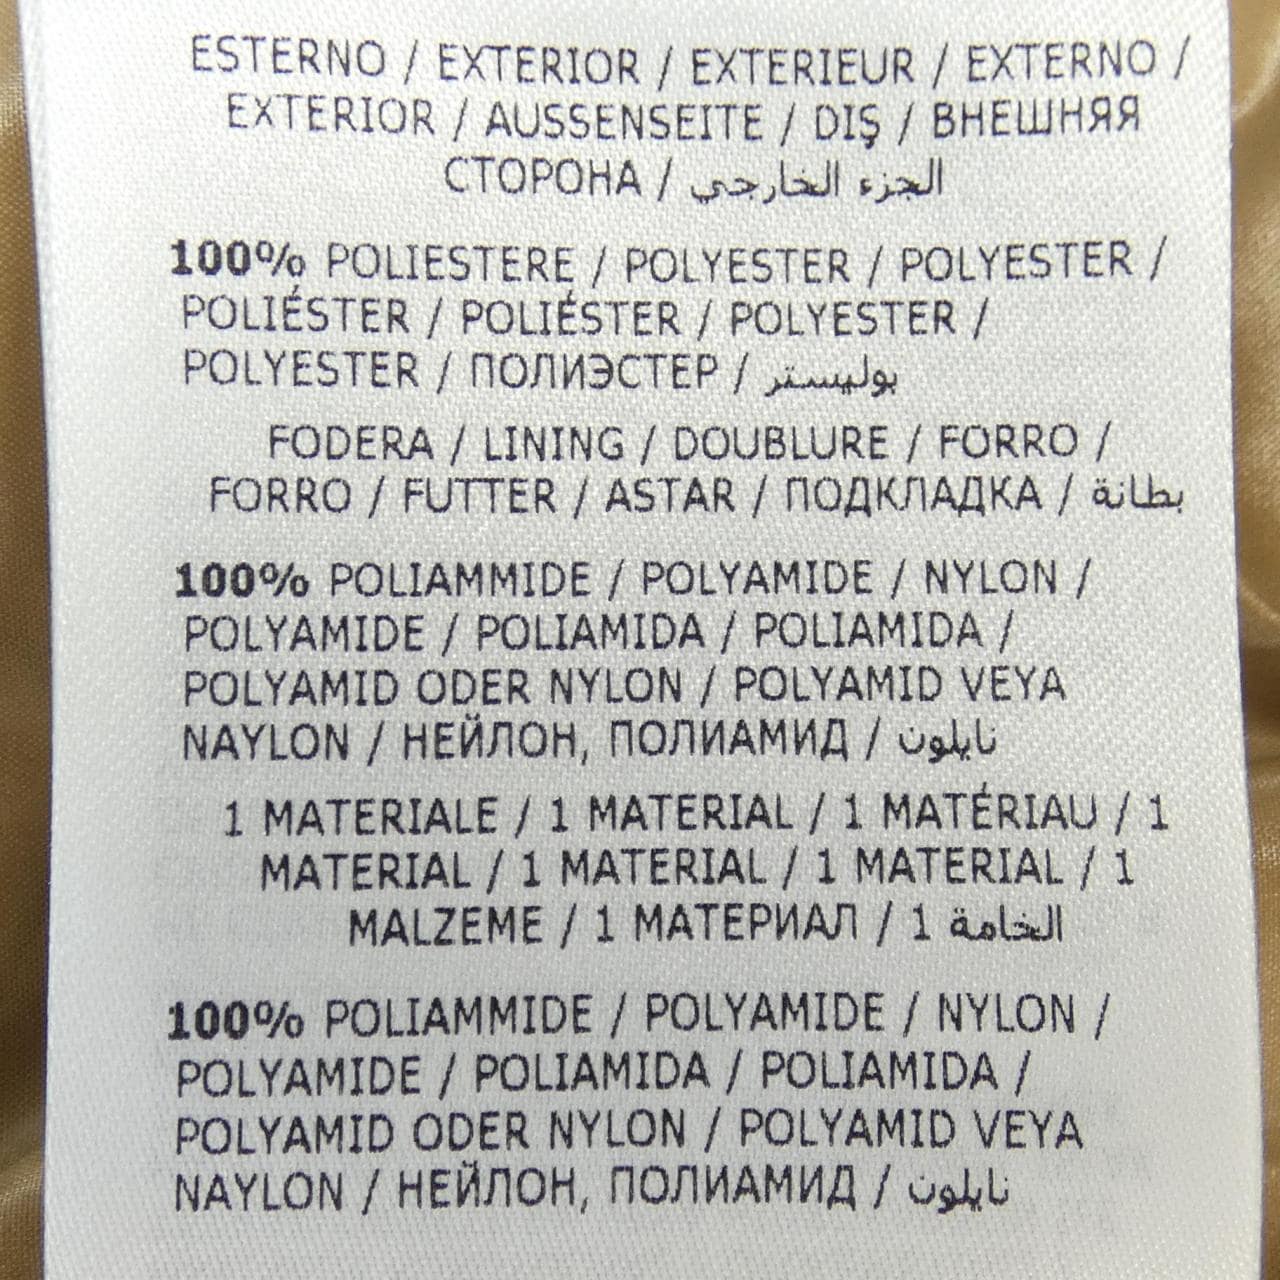 ESTERNO / EXTERIOR / EXTERIEUR / EXTERNO /
EXTERIOR / AUSSENSEITE / DIŞ / ВНЕШНЯЯ
СТОРОНА / الجزء الخارجي
100% POLIESTERE / POLYESTER / POLYESTER /
POLIÉSTER / POLIÉSTER / POLYESTER /
POLYESTER / ПОЛИЭСТЕР / بوليستر
FODERA / LINING / DOUBLURE / FORRO /
FORRO / FUTTER / ASTAR / ПОДКЛАДКА / بطانة
100% POLIAMMIDE / POLYAMIDE / NYLON /
POLYAMIDE / POLIAMIDA / POLIAMIDA /
POLYAMID ODER NYLON / POLYAMID VEYA
NAYLON / НЕЙЛОН, ПОЛИАМИД / نايلون
1 MATERIALE / 1 MATERIAL / 1 MATÉRIAU / 1
MATERIAL / 1 MATERIAL / 1 MATERIAL / 1
MALZEME / 1 МАТЕРИАЛ / 1 الخامة
100% POLIAMMIDE / POLYAMIDE / NYLON /
POLYAMIDE / POLIAMIDA / POLIAMIDA /
POLYAMID ODER NYLON / POLYAMID VEYA
NAYLON / НЕЙЛОН, ПОЛИАМИД / نايلون